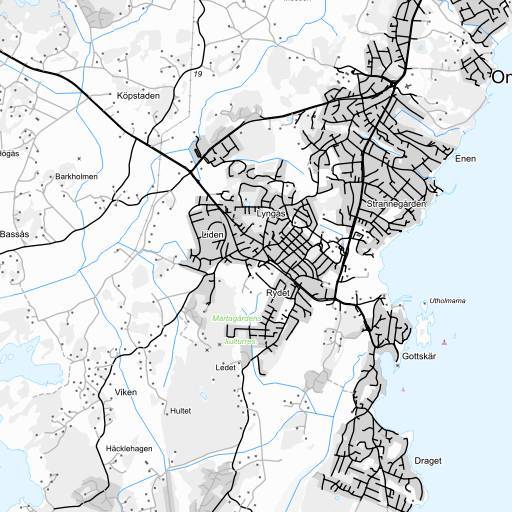 On
19
Köpstaden
Högås
Barkholmen
Enen
Strannegården
Lyngås
Bassås
Liden
Rydet
Utholmarna
Martagårdens
kulturres
Gottskär
Ledet
Viken
Hultet
Häcklehagen
Draget